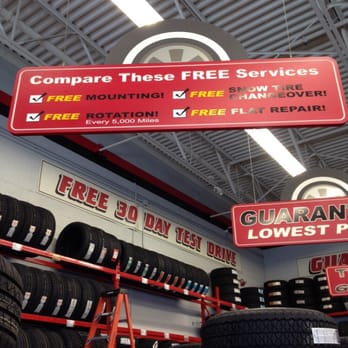 Compare These FREE Services
FREE MOUNTING!
FREE ROTATION!
Every 5,000 Miles
FREE SNOW TIRE
CHANGEOVER!
FREE FLAT REPAIR!
FREE 30 DAY TEST DRIVE
LOWEST